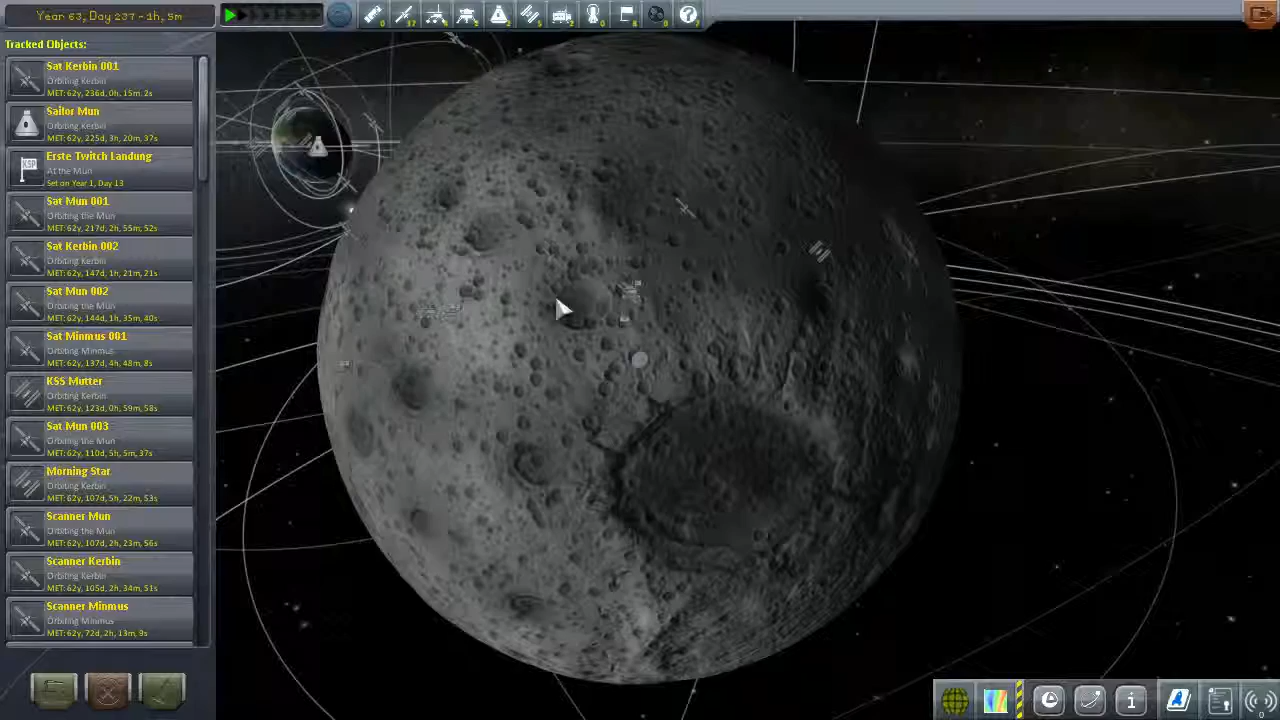 Year 63, Day 237 - 1h, 5m
Tracked Objects:
Sat Kerbin 001
Orbiting Kerbin
MET: 62y, 236d, 0h, 15m, 2s
Sailor Mun
Orbiting Kerbin
MET: 62y, 225d, 3h, 20m, 37s
KSP
Erste Twitch Landung
At the Mun
Set on Year 1, Day 13
Sat Mun 001
Orbiting the Mun
MET: 62y, 217d, 2h, 55m, 52s
Sat Kerbin 002
Orbiting Kerbin
MET: 62y, 147d, 1h, 21m, 21s
Sat Mun 002
Orbiting the Mun
MET: 62y, 144d, 1h, 35m, 40s
Sat Minmus 001
Orbiting Minmus
MET: 62y, 137d, 4h, 48m, 8s
KSS Mutter
Orbiting Kerbin
MET: 62y, 123d, 0h, 59m, 58s
Sat Mun 003
Orbiting the Mun
MET: 62y, 110d, 5h, 5m, 37s
Morning Star
Orbiting Kerbin
MET: 62y, 107d, 5h, 22m, 53s
Scanner Mun
Orbiting the Mun
MET: 62y, 107d, 2h, 23m, 56s
Scanner Kerbin
Orbiting Kerbin
MET: 62y, 105d, 2h, 34m, 51s
Scanner Minmus
Orbiting Minmus
MET: 62y, 72d, 2h, 13m, 9s